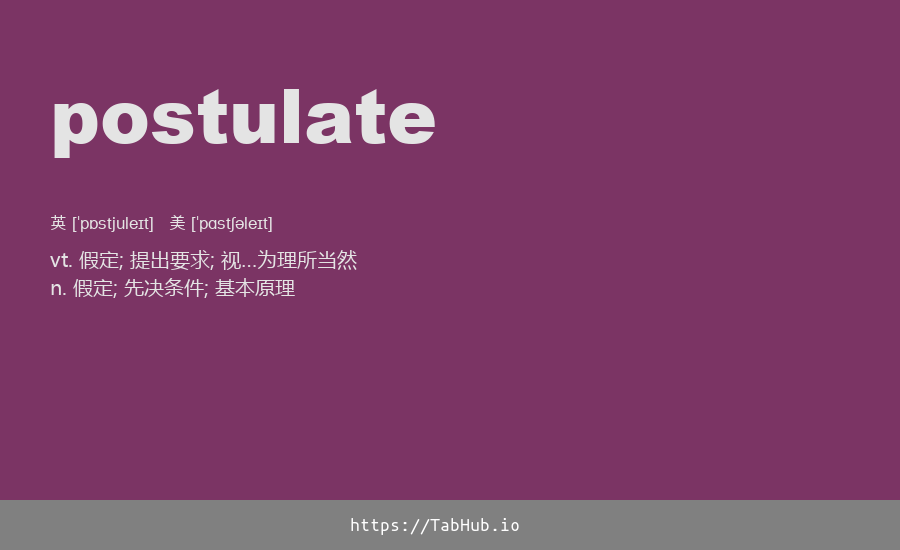 postulate
英 [ˈpɒstjuleɪt] 美 [ˈpɑstʃəleɪt]
vt. 假定; 提出要求; 视…为理所当然
n. 假定; 先决条件; 基本原理
https://TabHub.io